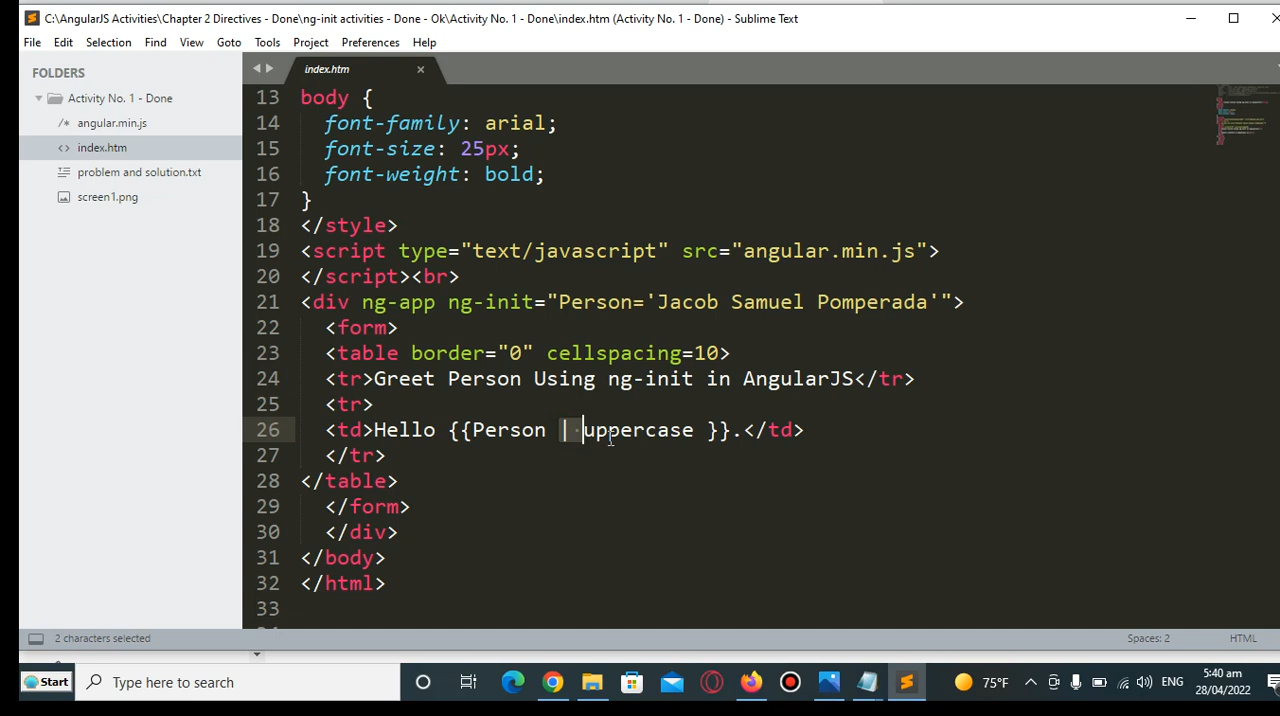 C:\AngularJS Activities\Chapter 2 Directives - Done\ng-init activities - Done - Ok\Activity No. 1 - Done\index.htm (Activity No. 1 - Done) - Sublime Text
File Edit Selection Find View Goto Tools Project Preferences Help
FOLDERS
Activity No. 1 - Done
/* angular.min.js
<> index.htm
problem and solution.txt
screen1.png
index.htm ×
13 body {
14 font-family: arial;
15 font-size: 25px;
16 font-weight: bold;
17 }
18 </style>
19 <script type="text/javascript" src="angular.min.js">
20 </script><br>
21 <div ng-app ng-init="Person='Jacob Samuel Pomperada'">
22 <form>
23 <table border="0" cellspacing=10>
24 <tr>Greet Person Using ng-init in AngularJS</tr>
25 <tr>
26 <td>Hello {{Person | uppercase }}.</td>
27 </tr>
28 </table>
29 </form>
30 </div>
31 </body>
32 </html>
33
2 characters selected
Spaces: 2 HTML
Start
Type here to search
75°F
ENG
5:40 am
28/04/2022